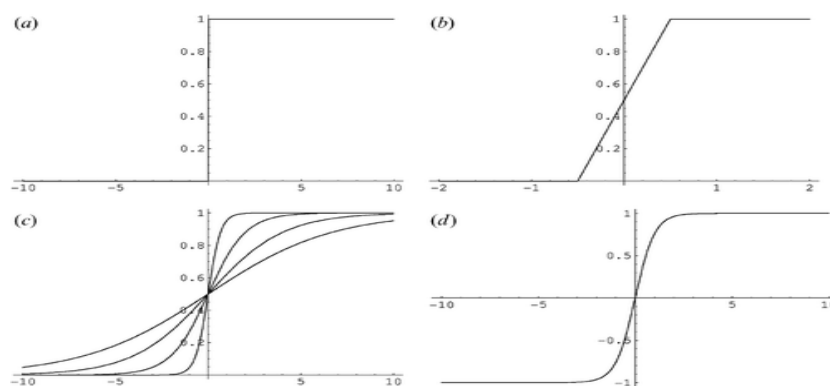 (a) 1 0.8 0.6 0.4 0.2 -10 -5 5 10
(b) 1 0.8 0.6 0.4 0.2 -2 -1 1 2
(c) 1 0.8 0.6 0.4 0.2 -10 -5 5 10
(d) 1 0.5 -10 -5 5 10 -0.5 -1